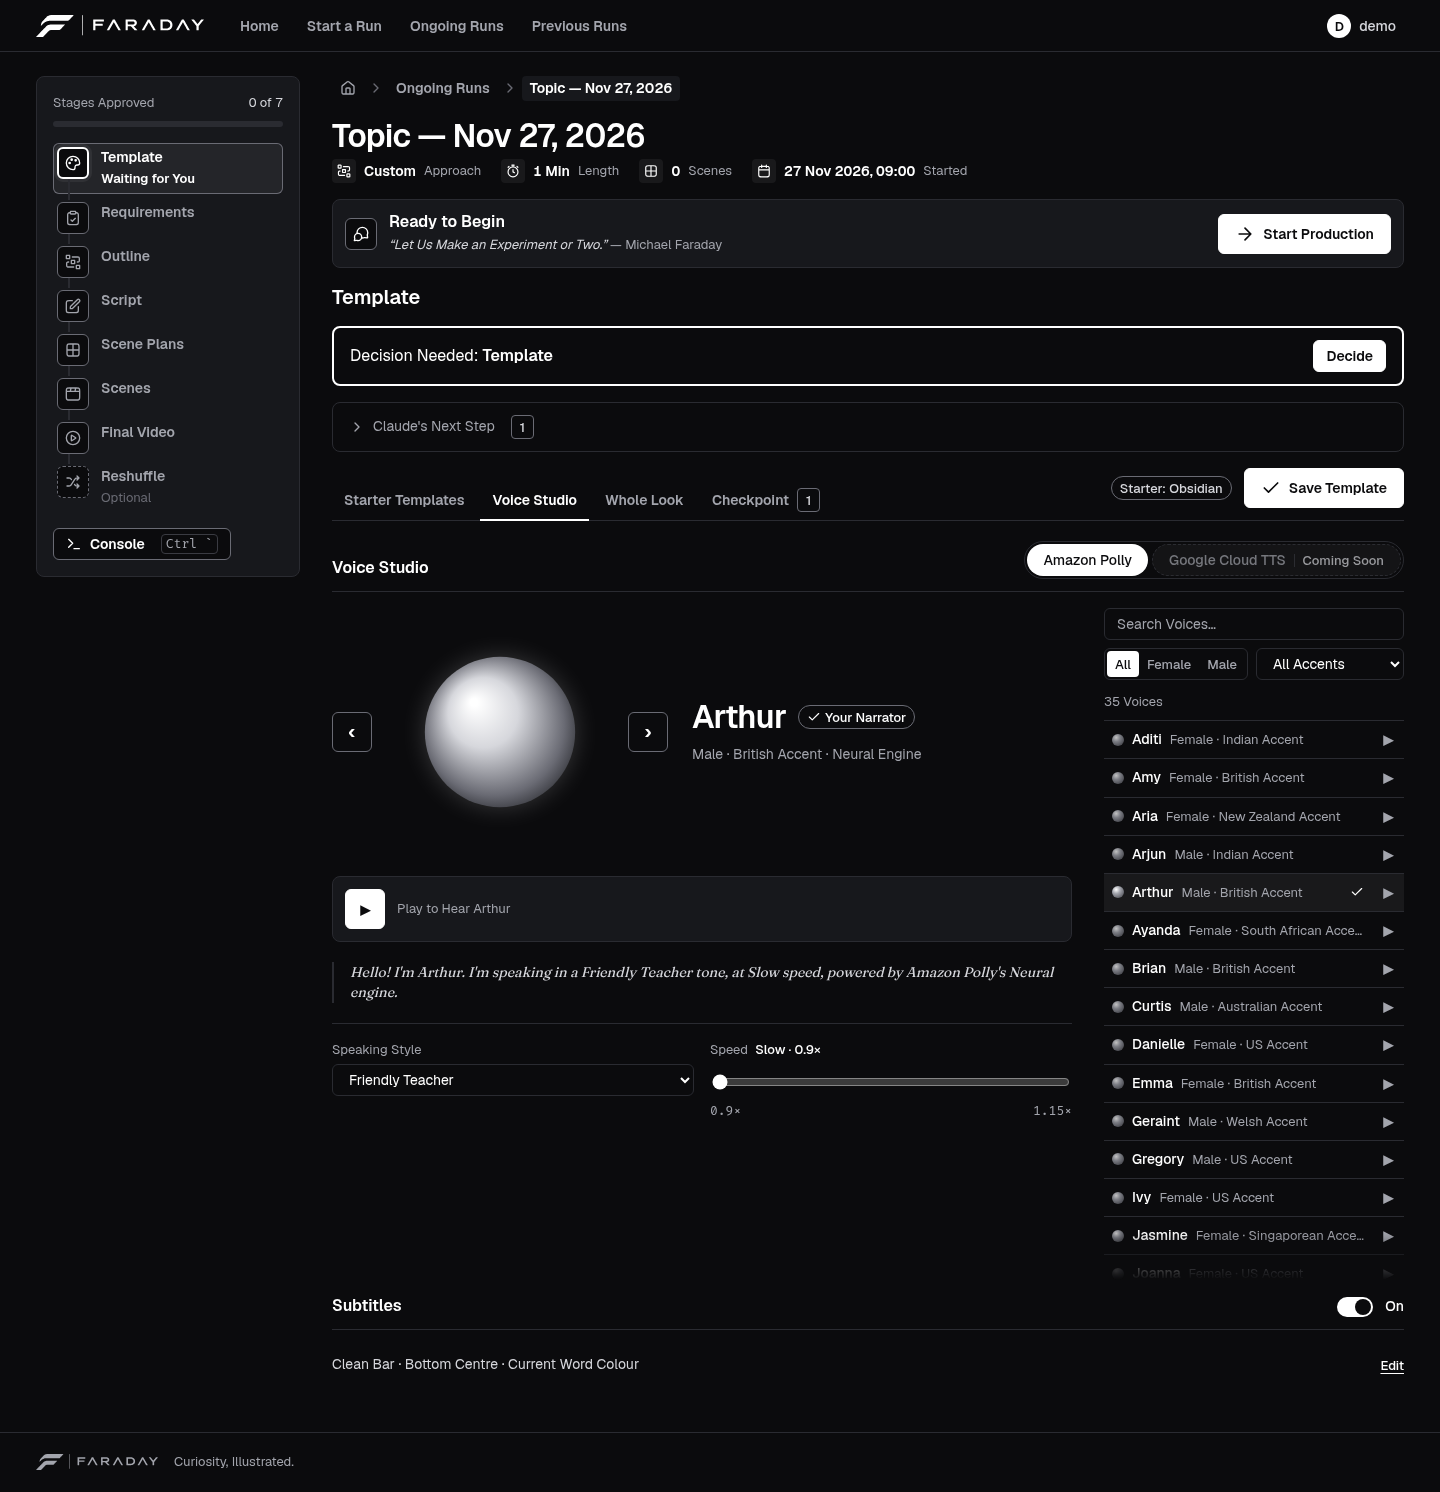 FARADAY
Home
Start a Run
Ongoing Runs
Previous Runs
D
demo
Stages Approved
0 of 7
Template
Waiting for You
Requirements
Outline
Script
Scene Plans
Scenes
Final Video
Reshuffle
Optional
Console
Ctrl `
Ongoing Runs
Topic — Nov 27, 2026
Topic — Nov 27, 2026
Custom Approach
1 Min Length
0 Scenes
27 Nov 2026, 09:00 Started
Ready to Begin
“Let Us Make an Experiment or Two.” — Michael Faraday
Start Production
Template
Decision Needed: Template
Decide
Claude's Next Step 1
Starter Templates
Voice Studio
Whole Look
Checkpoint 1
Starter: Obsidian
Save Template
Voice Studio
Amazon Polly
Google Cloud TTS
Coming Soon
‹
›
Arthur
Your Narrator
Male · British Accent · Neural Engine
Play to Hear Arthur
Hello! I'm Arthur. I'm speaking in a Friendly Teacher tone, at Slow speed, powered by Amazon Polly's Neural
engine.
Speaking Style
Friendly Teacher
Speed Slow · 0.9×
0.9×
1.15×
Search Voices…
All
Female
Male
All Accents
35 Voices
Aditi Female · Indian Accent
Amy Female · British Accent
Aria Female · New Zealand Accent
Arjun Male · Indian Accent
Arthur Male · British Accent
Ayanda Female · South African Acce…
Brian Male · British Accent
Curtis Male · Australian Accent
Danielle Female · US Accent
Emma Female · British Accent
Geraint Male · Welsh Accent
Gregory Male · US Accent
Ivy Female · US Accent
Jasmine Female · Singaporean Acce…
Joanna Female · US Accent
Subtitles
On
Clean Bar · Bottom Centre · Current Word Colour
Edit
FARADAY
Curiosity, Illustrated.